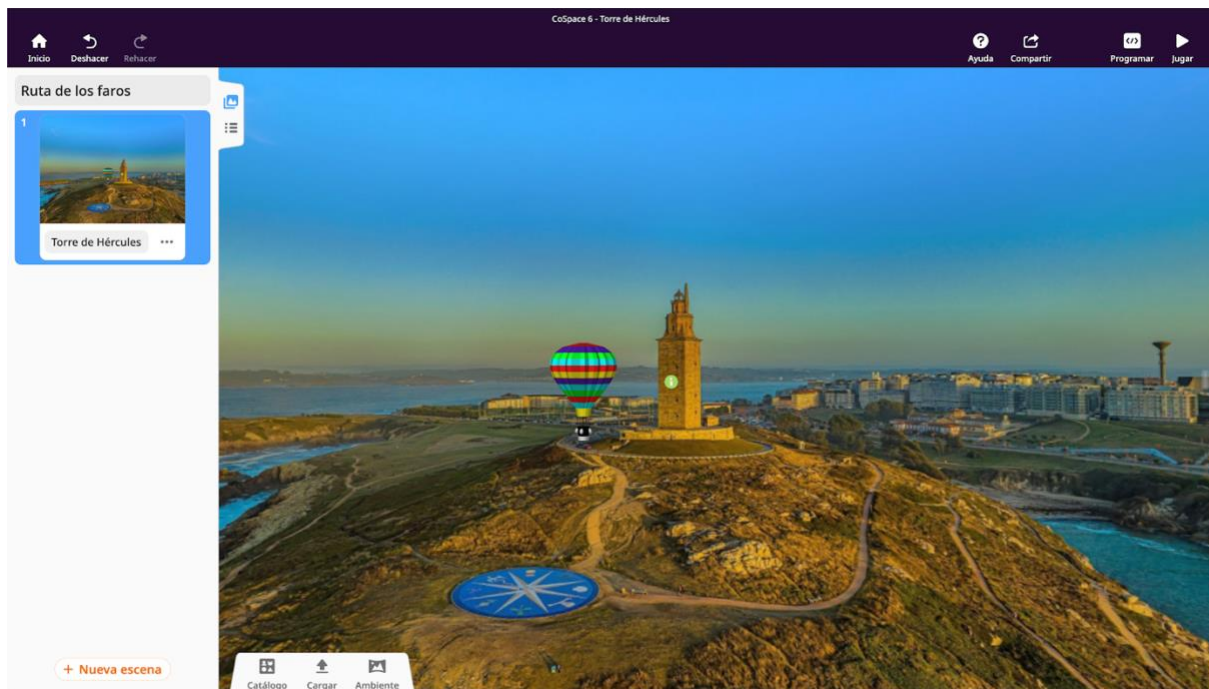 CoSpace 6 - Torre de Hércules
Inicio Deshacer Rehacer
Ayuda Compartir Programar Jugar
Ruta de los faros
1
Torre de Hércules
+ Nueva escena
Catálogo Cargar Ambiente